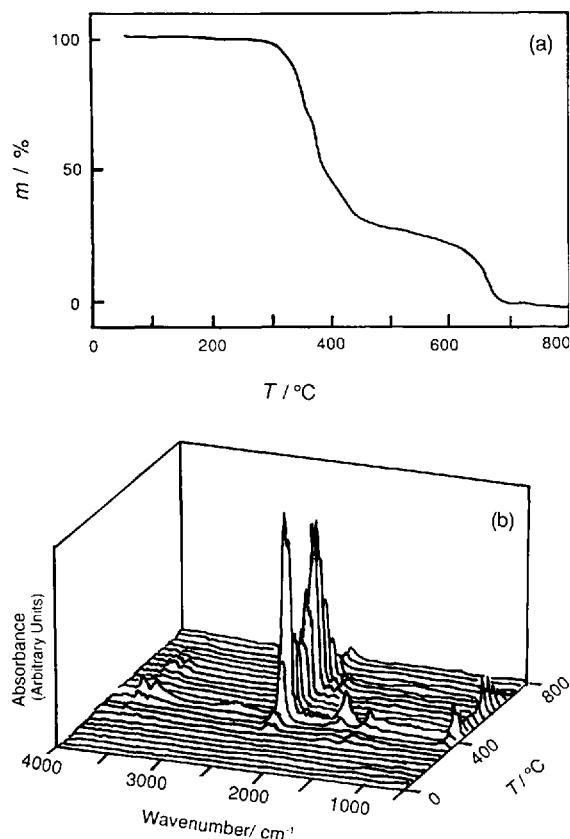 (a)
100
50
0
m / %
0 200 400 600 800
T / °C
(b)
Absorbance
(Arbitrary Units)
4000 3000 2000 1000
Wavenumber/ cm⁻¹
0 400 800
T / °C